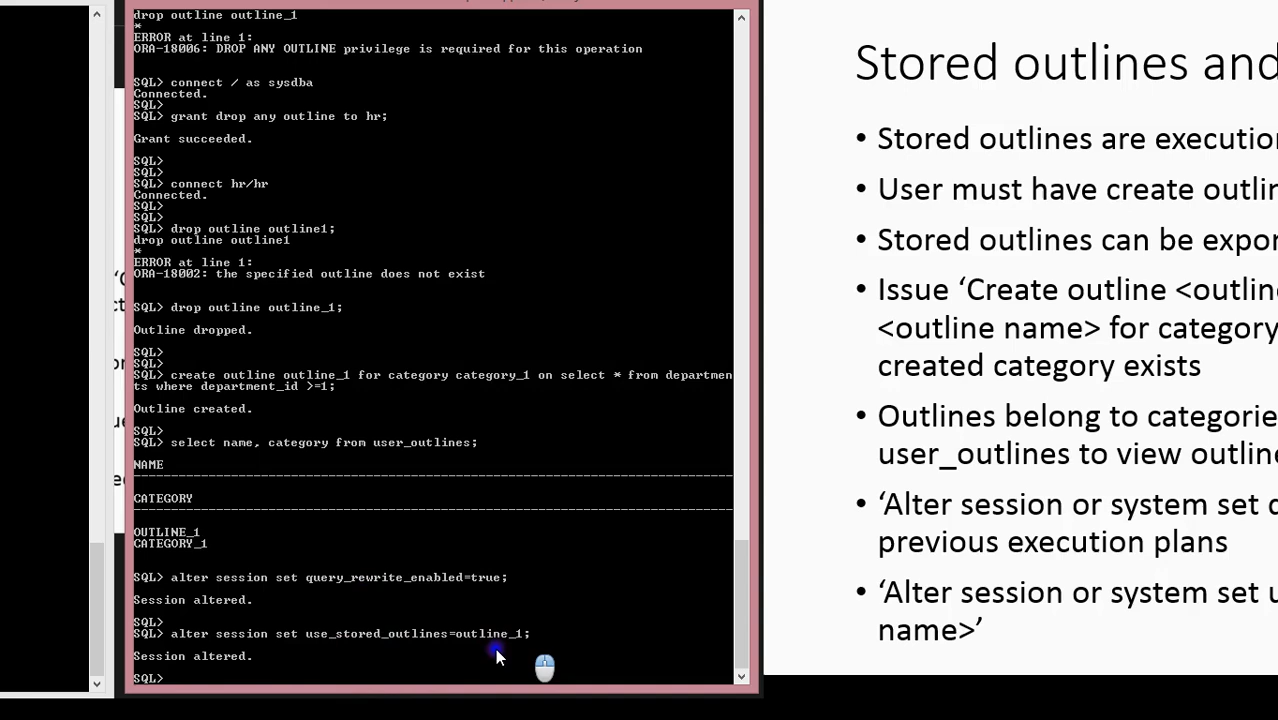 drop outline outline_1
*
ERROR at line 1:
ORA-18006: DROP ANY OUTLINE privilege is required for this operation
SQL> connect / as sysdba
Connected.
SQL>
SQL> grant drop any outline to hr;
Grant succeeded.
SQL>
SQL>
SQL> connect hr/hr
Connected.
SQL>
SQL>
SQL> drop outline outline1;
drop outline outline1
*
ERROR at line 1:
ORA-18002: the specified outline does not exist
SQL> drop outline outline_1;
Outline dropped.
SQL>
SQL>
SQL> create outline outline_1 for category category_1 on select * from departmen
ts where department_id >=1;
Outline created.
SQL>
SQL> select name, category from user_outlines;
NAME
CATEGORY
OUTLINE_1
CATEGORY_1
SQL> alter session set query_rewrite_enabled=true;
Session altered.
SQL>
SQL> alter session set use_stored_outlines=outline_1;
Session altered.
SQL>
Stored outlines and
• Stored outlines are execution
• User must have create
• Stored outlines can be
• Issue ‘Create outline
<outline name> for category
created category exists
• Outlines belong to
user_outlines to view
• ‘Alter session or system set
previous execution plans
• ‘Alter session or system set
name>’